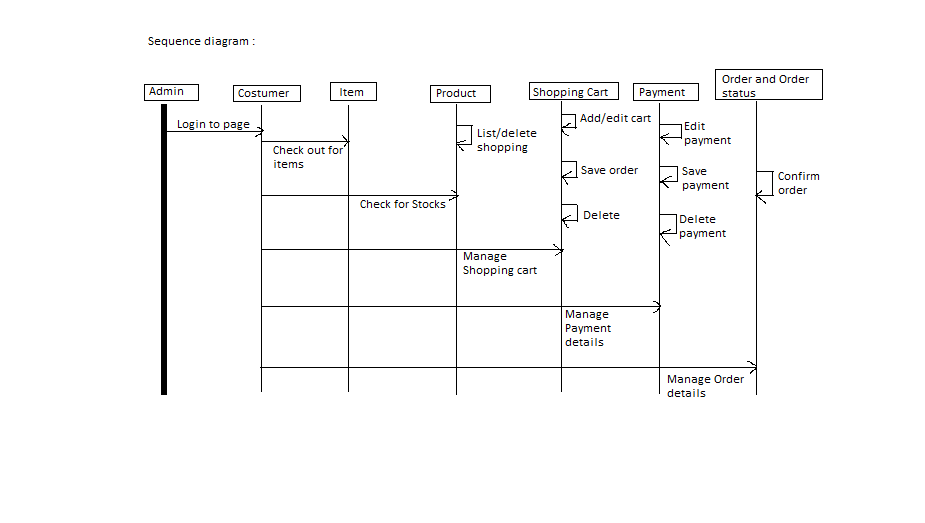 Sequence diagram :
Admin
Costumer
Item
Product
Shopping Cart
Payment
Order and Order
status
Login to page
Check out for
items
List/delete
shopping
Add/edit cart
Edit
payment
Save order
Save
payment
Confirm
order
Check for Stocks
Delete
Delete
payment
Manage
Shopping cart
Manage
Payment
details
Manage Order
details